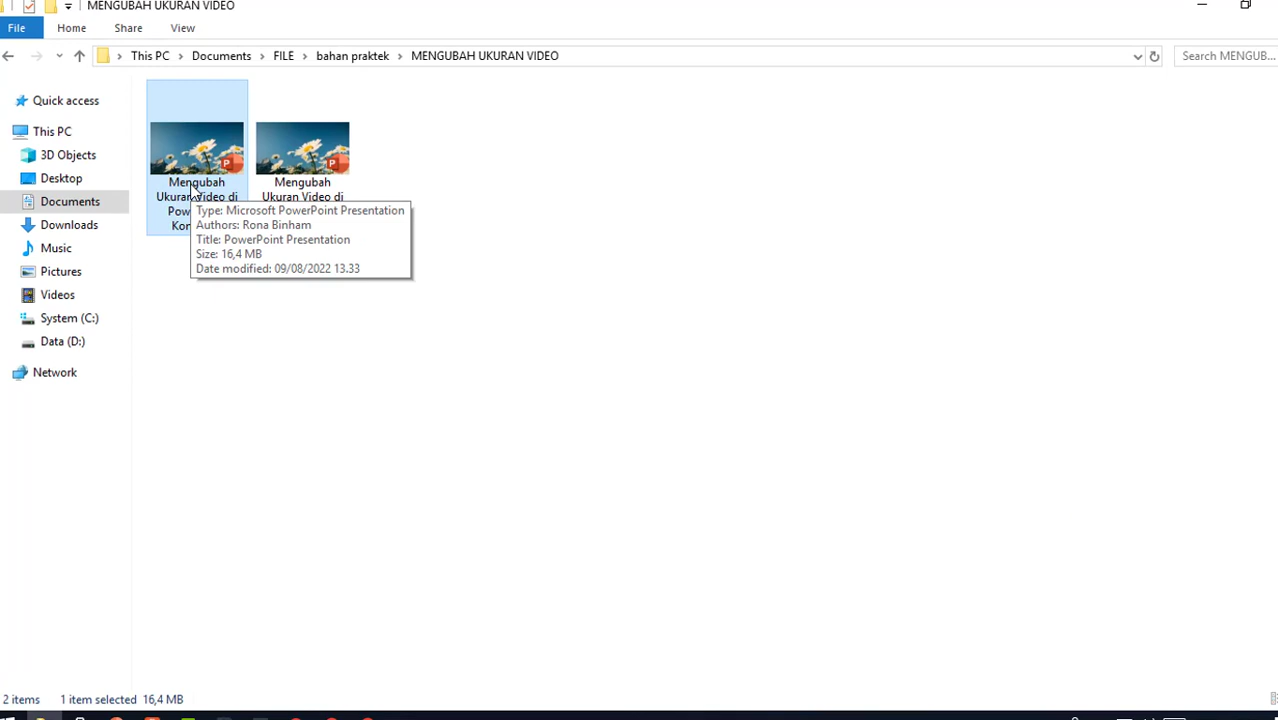 MENGUBAH UKURAN VIDEO
File Home Share View
This PC Documents FILE bahan praktek MENGUBAH UKURAN VIDEO Search MENGUB...
Quick access
This PC
3D Objects
Desktop
Documents
Downloads
Music
Pictures
Videos
System (C:)
Data (D:)
Network
P
Mengubah
Ukuran Video di
Pow
P
Mengubah
Ukuran Video di
Type: Microsoft PowerPoint Presentation
Authors: Rona Binham
Title: PowerPoint Presentation
Size: 16,4 MB
Date modified: 09/08/2022 13.33
2 items 1 item selected 16,4 MB